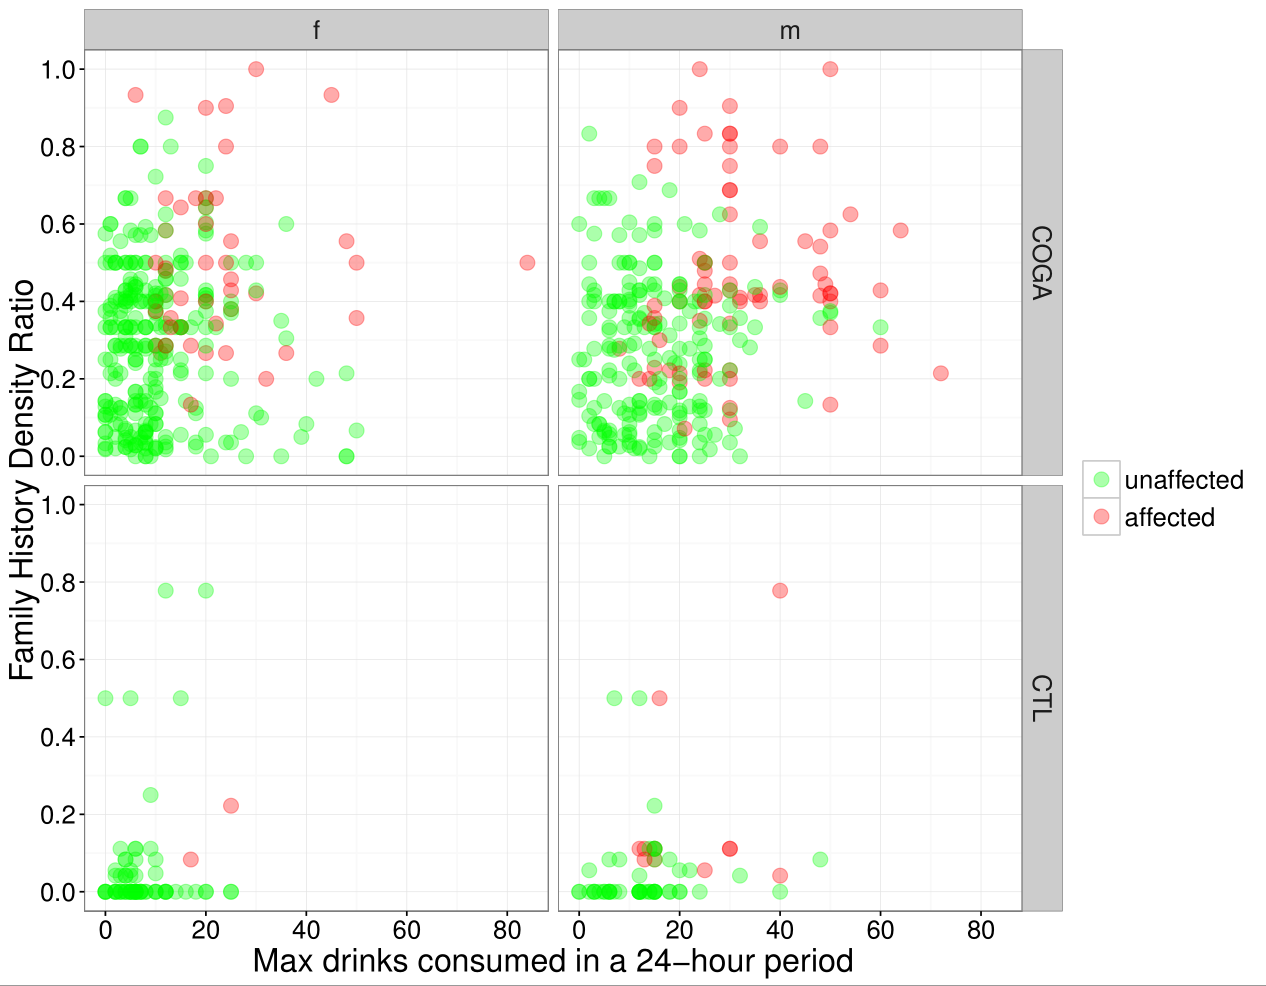 f
m
1.0
0.8
0.6
0.4
0.2
0.0
COGA
1.0
0.8
0.6
0.4
0.2
0.0
CTL
Family History Density Ratio
0 20 40 60 80
0 20 40 60 80
Max drinks consumed in a 24−hour period
unaffected
affected